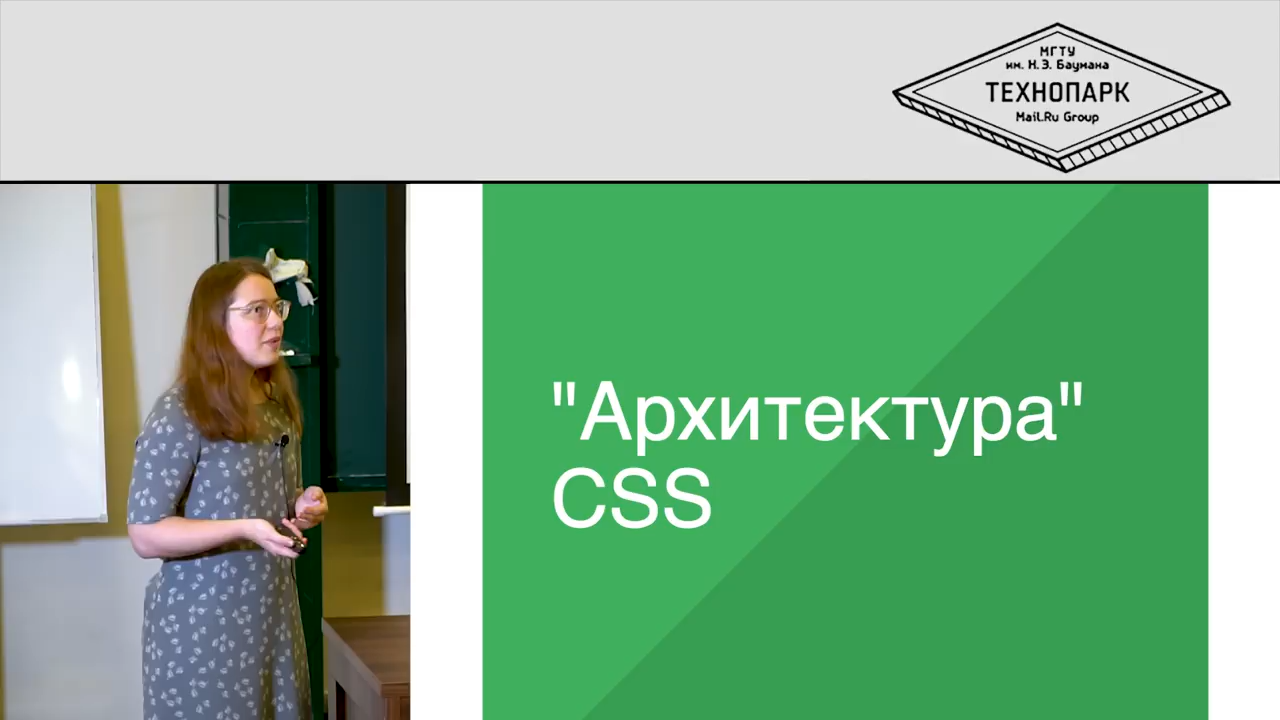 МГТУ
им. Н.Э. Баумана
ТЕХНОПАРК
Mail.Ru Group
"Архитектура"
CSS